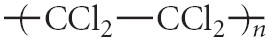 —( CCl₂ — CCl₂ )—ₙ